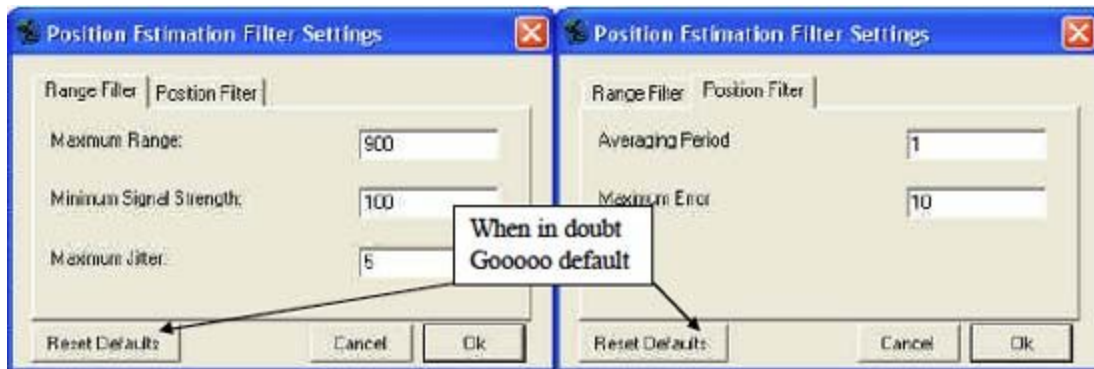 Position Estimation Filter Settings
Range Filter Position Filter
Maximum Range: 900
Minimum Signal Strength: 100
Maximum Jitter: 5
Reset Defaults Cancel Ok
Position Estimation Filter Settings
Range Filter Position Filter
Averaging Period 1
Maximum Error 10
Reset Defaults Cancel Ok
When in doubt
Gooooo default